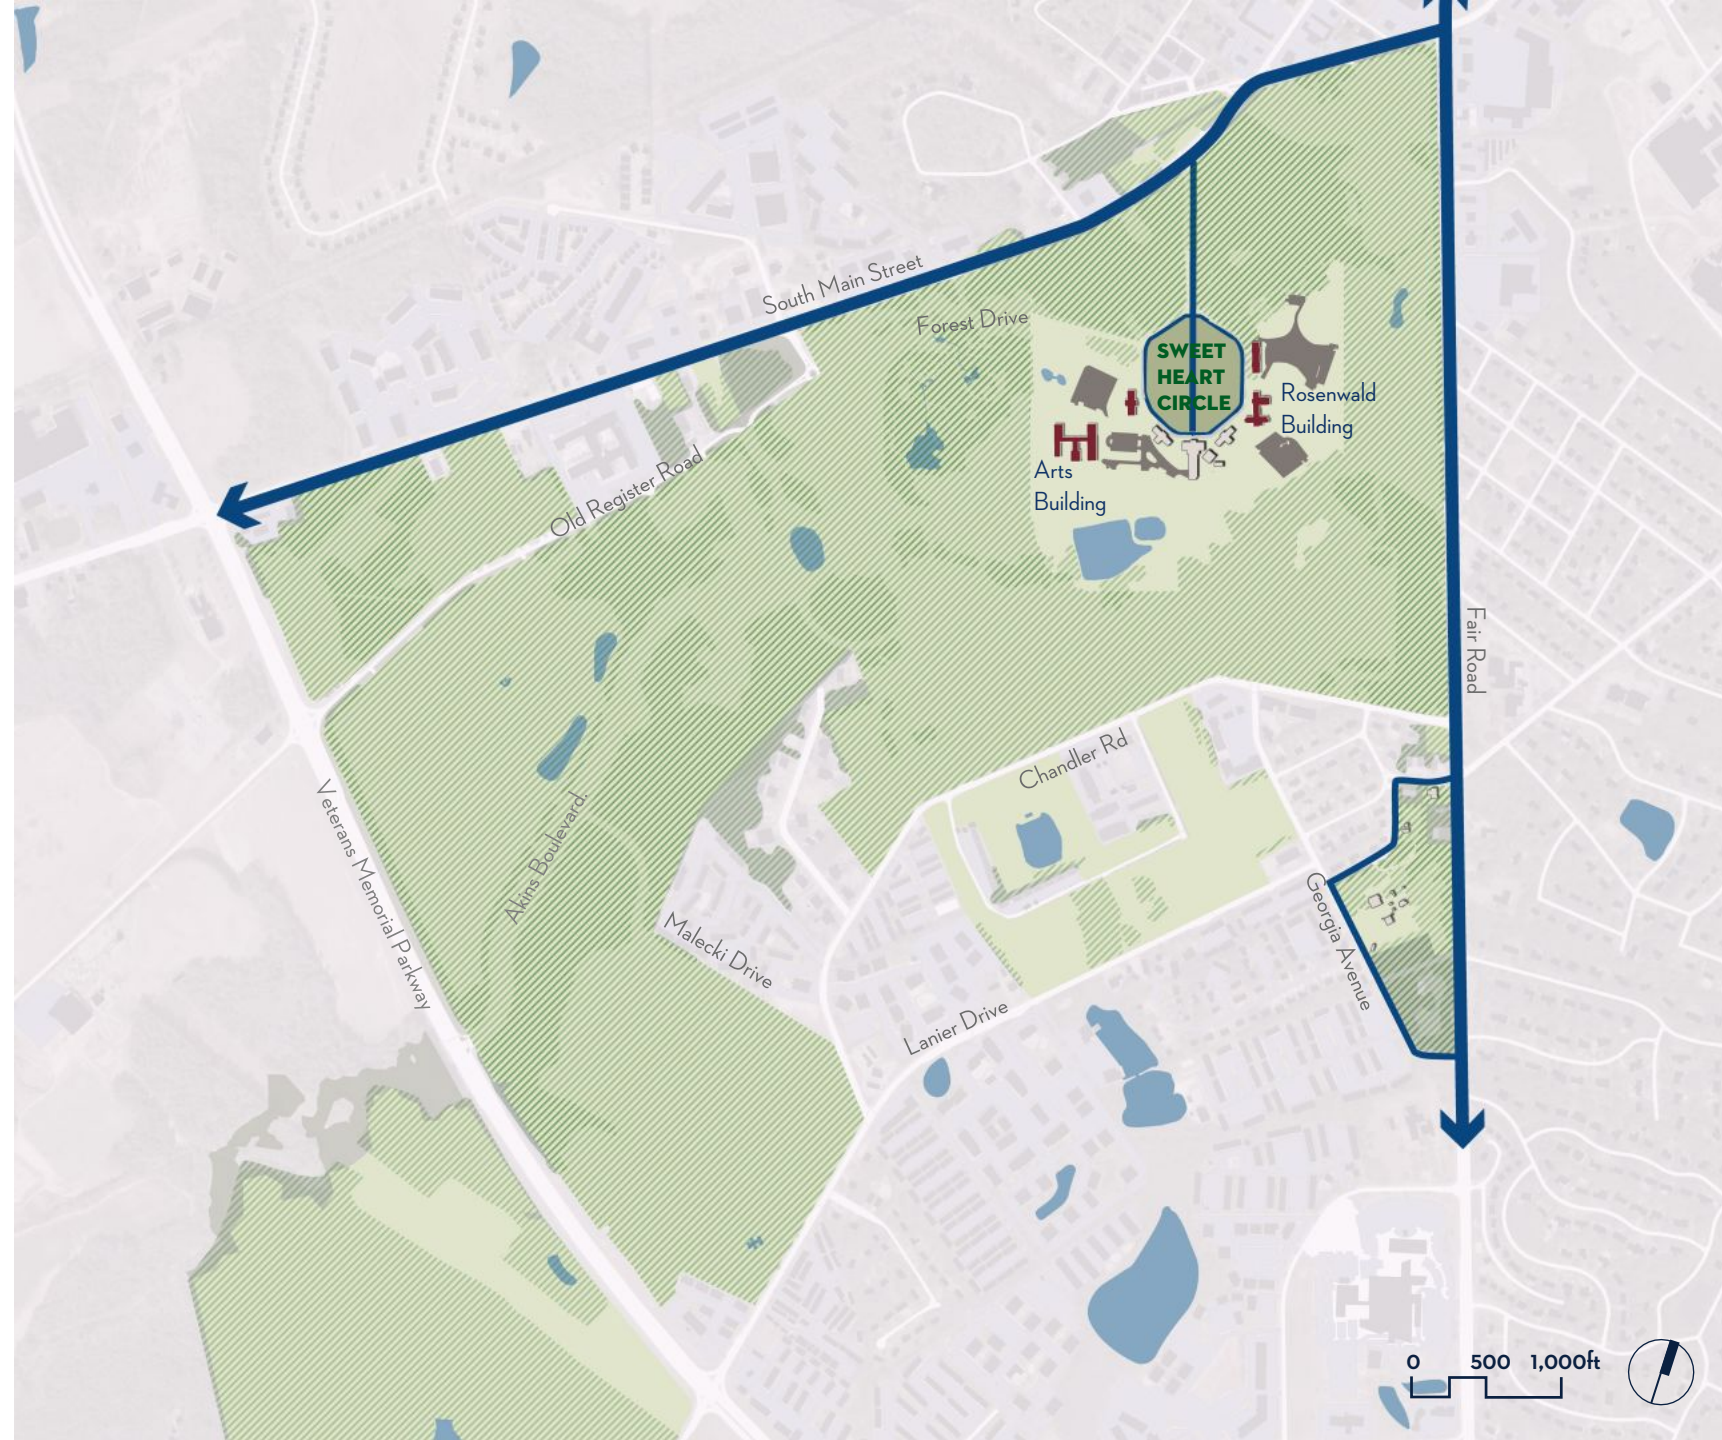 South Main Street
Forest Drive
SWEET
HEART
CIRCLE
Rosenwald
Building
Arts
Building
Old Register Road
Fair Road
Chandler Rd
Veterans Memorial Parkway
Akins Boulevard.
Malecki Drive
Georgia Avenue
Lanier Drive
0 500 1,000ft